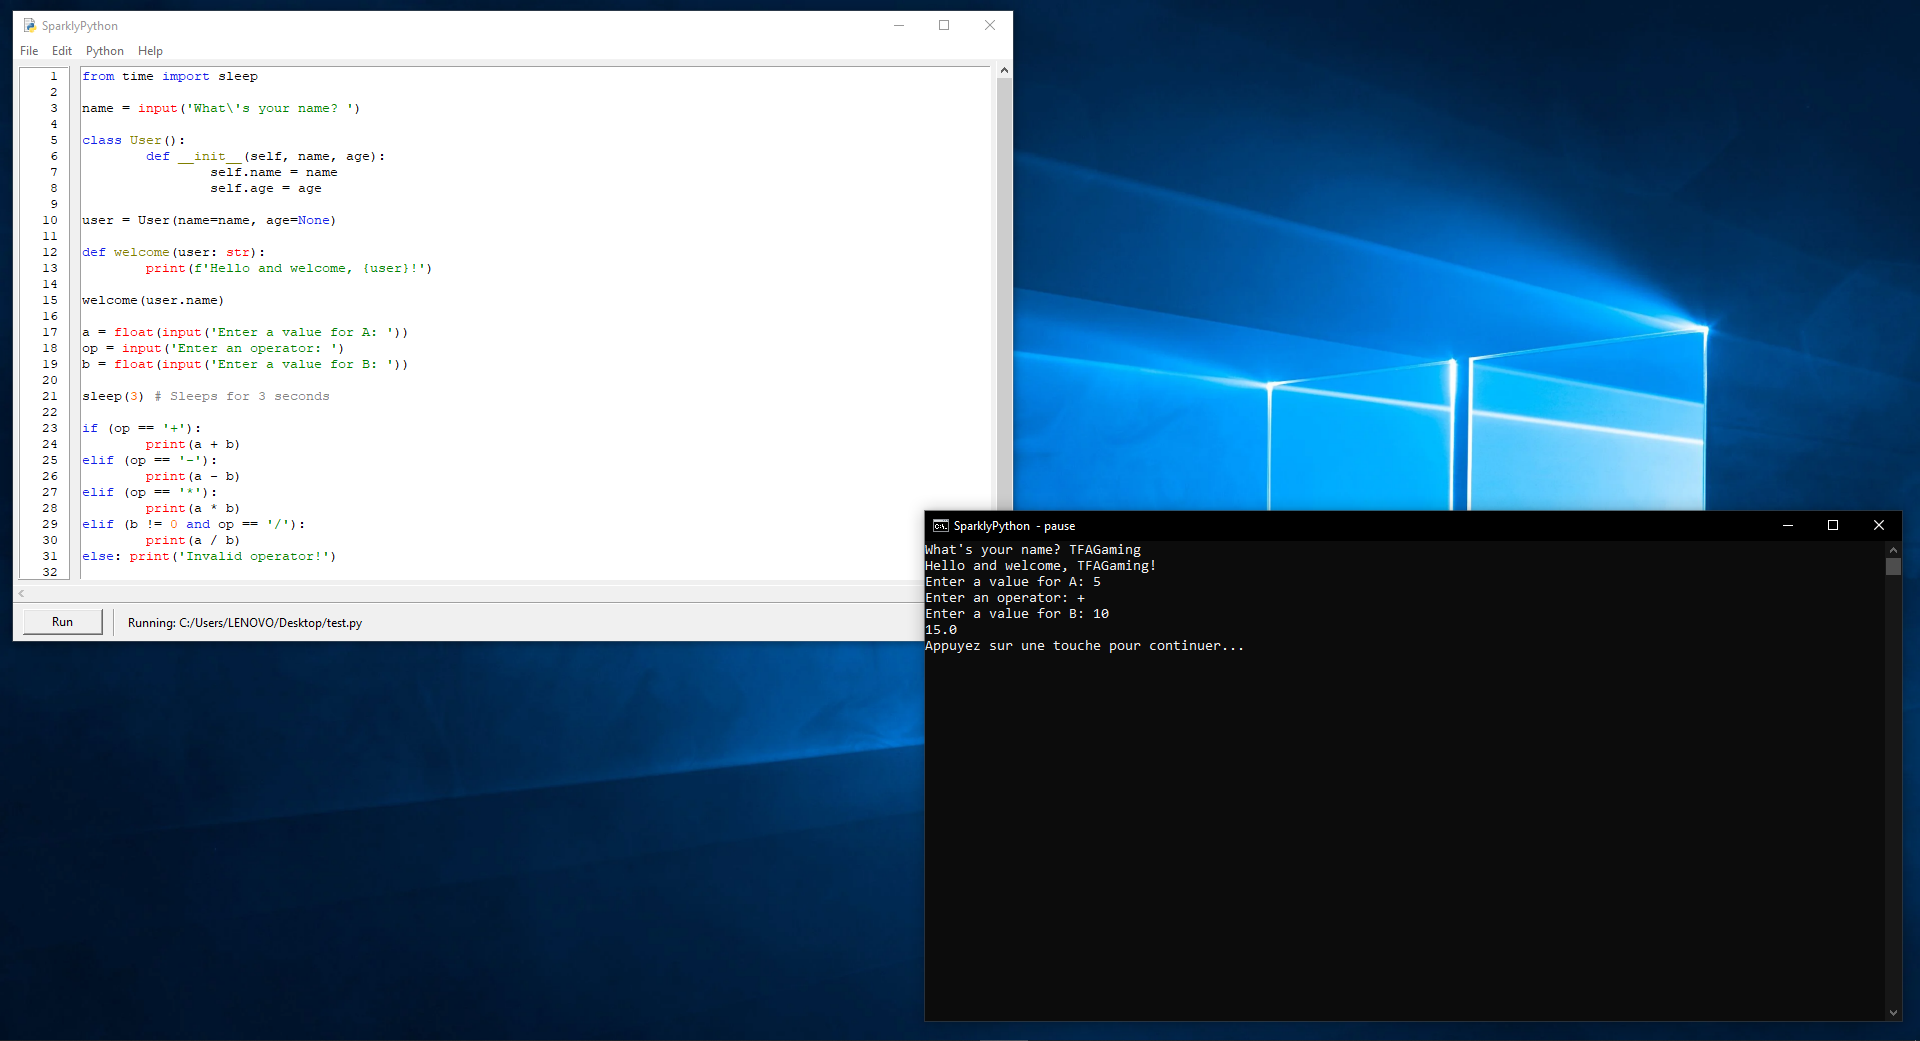 SparklyPython
File Edit Python Help
1 from time import sleep
2
3 name = input('What\'s your name? ')
4
5 class User():
6 def __init__(self, name, age):
7 self.name = name
8 self.age = age
9
10 user = User(name=name, age=None)
11
12 def welcome(user: str):
13 print(f'Hello and welcome, {user}!')
14
15 welcome(user.name)
16
17 a = float(input('Enter a value for A: '))
18 op = input('Enter an operator: ')
19 b = float(input('Enter a value for B: '))
20
21 sleep(3) # Sleeps for 3 seconds
22
23 if (op == '+'):
24 print(a + b)
25 elif (op == '-'):
26 print(a - b)
27 elif (op == '*'):
28 print(a * b)
29 elif (b != 0 and op == '/'):
30 print(a / b)
31 else: print('Invalid operator!')
32
Run Running: C:/Users/LENOVO/Desktop/test.py
SparklyPython - pause
What's your name? TFAGaming
Hello and welcome, TFAGaming!
Enter a value for A: 5
Enter an operator: +
Enter a value for B: 10
15.0
Appuyez sur une touche pour continuer...